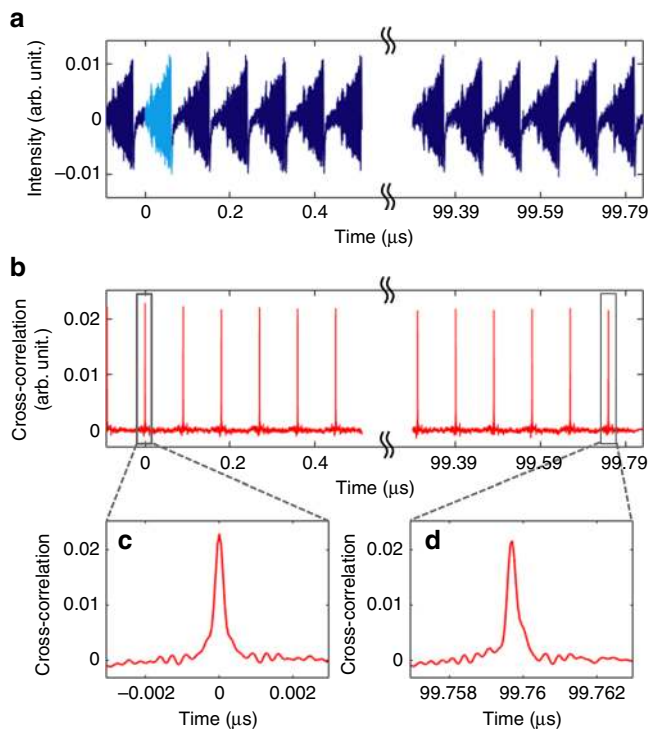 a
Intensity (arb. unit.)
0.01
0
−0.01
0 0.2 0.4 99.39 99.59 99.79
Time (μs)
b
Cross-correlation
(arb. unit.)
0.02
0.01
0
0 0.2 0.4 99.39 99.59 99.79
Time (μs)
c
Cross-correlation
0.02
0.01
0
−0.002 0 0.002
Time (μs)
d
Cross-correlation
0.02
0.01
0
99.758 99.76 99.762
Time (μs)